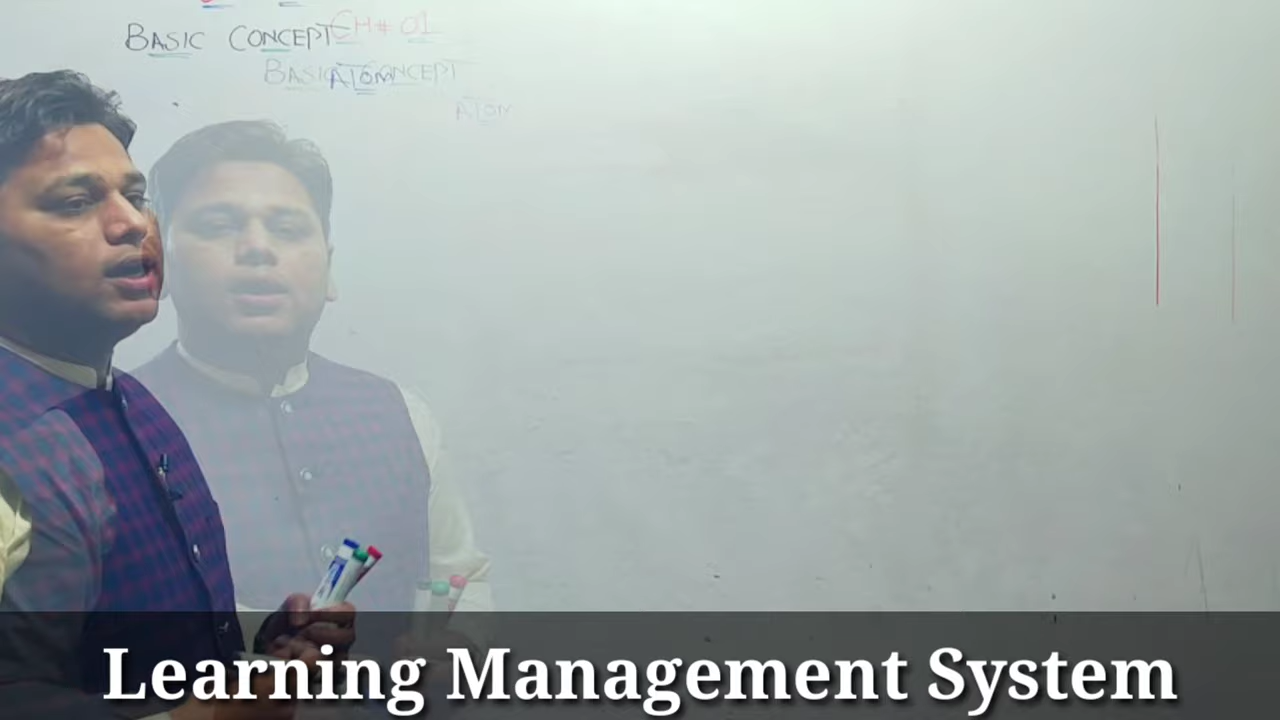 BASIC CONCEPT CH# 01
BASIC CONCEPT ATOM
ATOM
Learning Management System